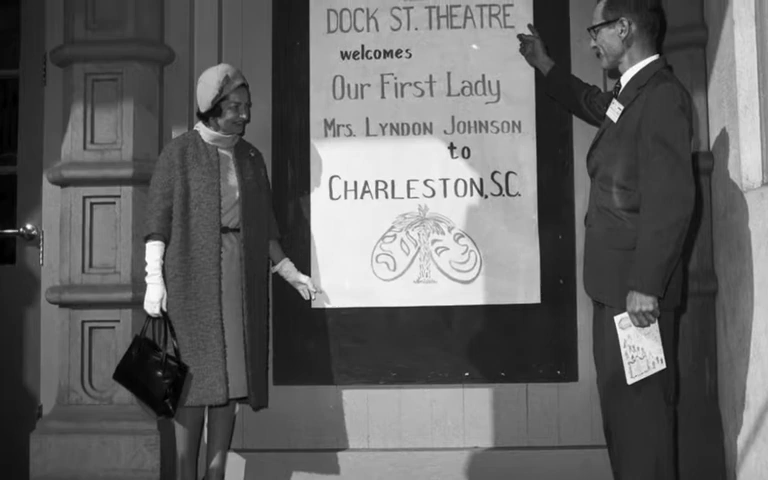 DOCK ST. THEATRE
welcomes
Our First Lady
Mrs. Lyndon Johnson
to
Charleston, S.C.